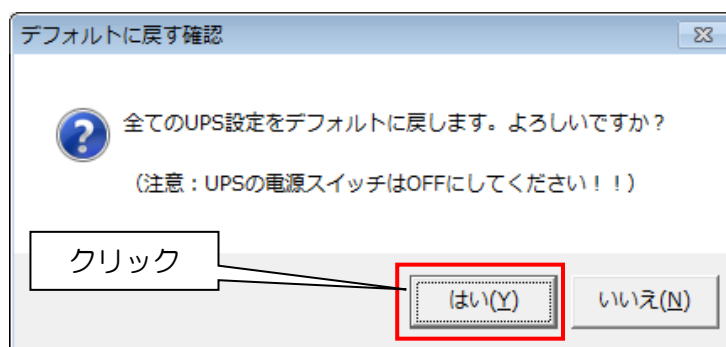 デフォルトに戻す確認
全てのUPS設定をデフォルトに戻します。よろしいですか？
（注意：UPSの電源スイッチはOFFにしてください！！）
クリック
はい(Y) いいえ(N)